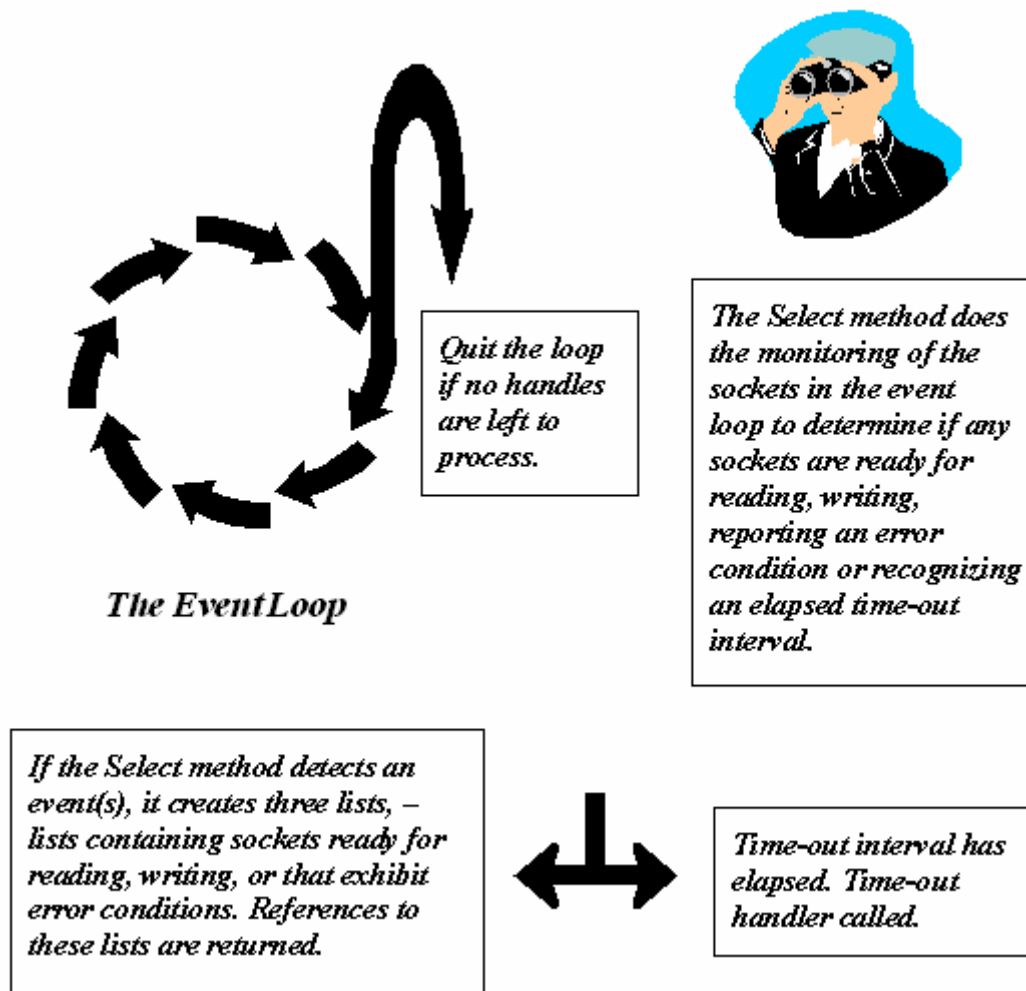 Quit the loop
if no handles
are left to
process.
The Select method does
the monitoring of the
sockets in the event
loop to determine if any
sockets are ready for
reading, writing,
reporting an error
condition or recognizing
an elapsed time-out
interval.
The Event Loop
If the Select method detects an
event(s), it creates three lists, –
lists containing sockets ready for
reading, writing, or that exhibit
error conditions. References to
these lists are returned.
Time-out interval has
elapsed. Time-out
handler called.